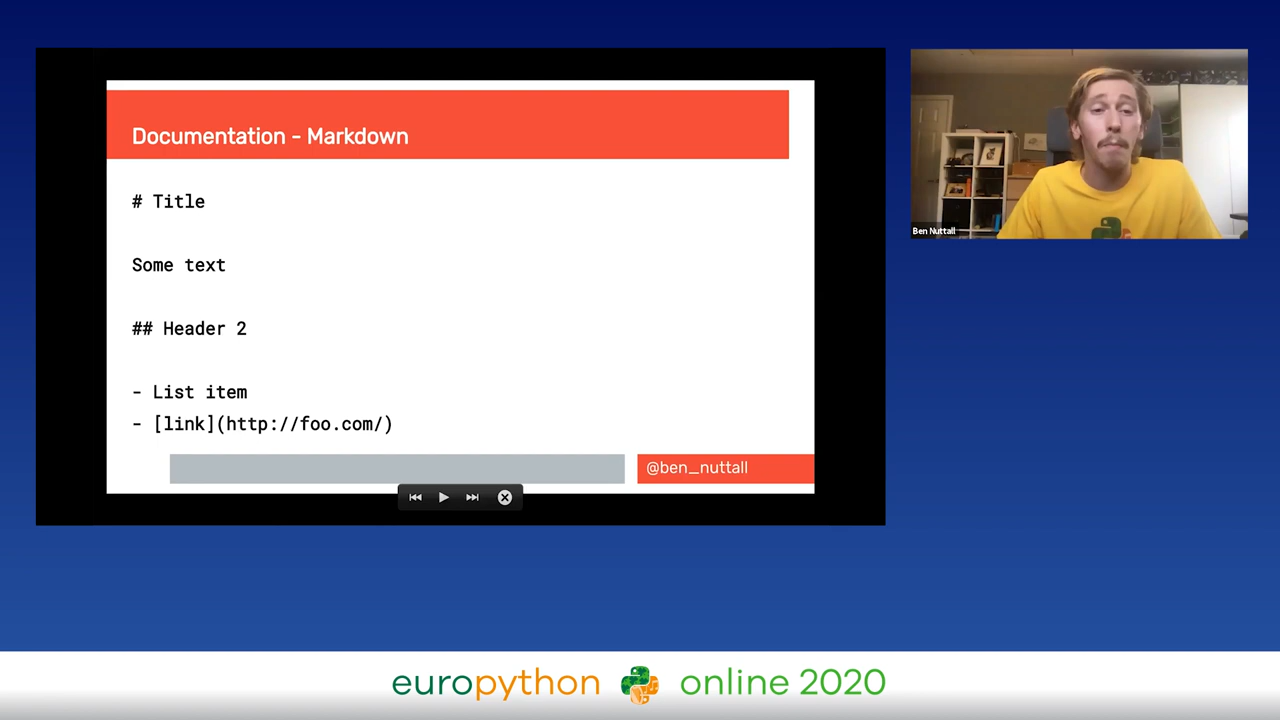 Documentation - Markdown
# Title
Some text
## Header 2
- List item
- [link](http://foo.com/)
@ben_nuttall
Ben Nuttall
europython online 2020